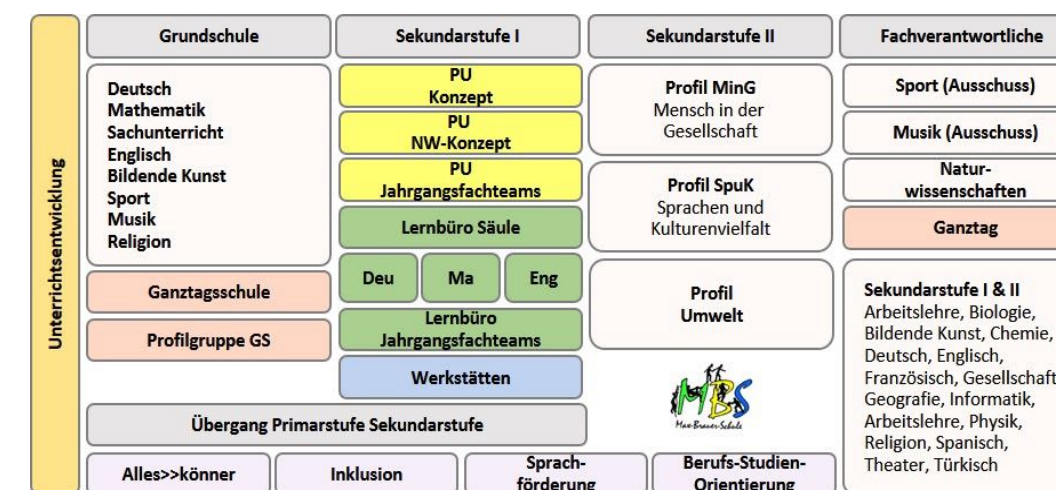 Unterrichtsentwicklung
Grundschule
Deutsch
Mathematik
Sachunterricht
Englisch
Bildende Kunst
Sport
Musik
Religion
Ganztagsschule
Profilgruppe GS
Sekundarstufe I
PU
Konzept
PU
NW-Konzept
PU
Jahrgangsfachteams
Lernbüro Säule
Deu
Ma
Eng
Lernbüro
Jahrgangsfachteams
Werkstätten
Übergang Primarstufe Sekundarstufe
Sekundarstufe II
Profil MinG
Mensch in der
Gesellschaft
Profil SpuK
Sprachen und
Kulturenvielfalt
Profil
Umwelt
MBS
Max-Brauer-Schule
Fachverantwortliche
Sport (Ausschuss)
Musik (Ausschuss)
Natur-
wissenschaften
Ganztag
Sekundarstufe I & II
Arbeitslehre, Biologie,
Bildende Kunst, Chemie,
Deutsch, Englisch,
Französisch, Gesellschaft
Geografie, Informatik,
Arbeitslehre, Physik,
Religion, Spanisch,
Theater, Türkisch
Alles>>könner
Inklusion
Sprach-
förderung
Berufs-Studien-
Orientierung